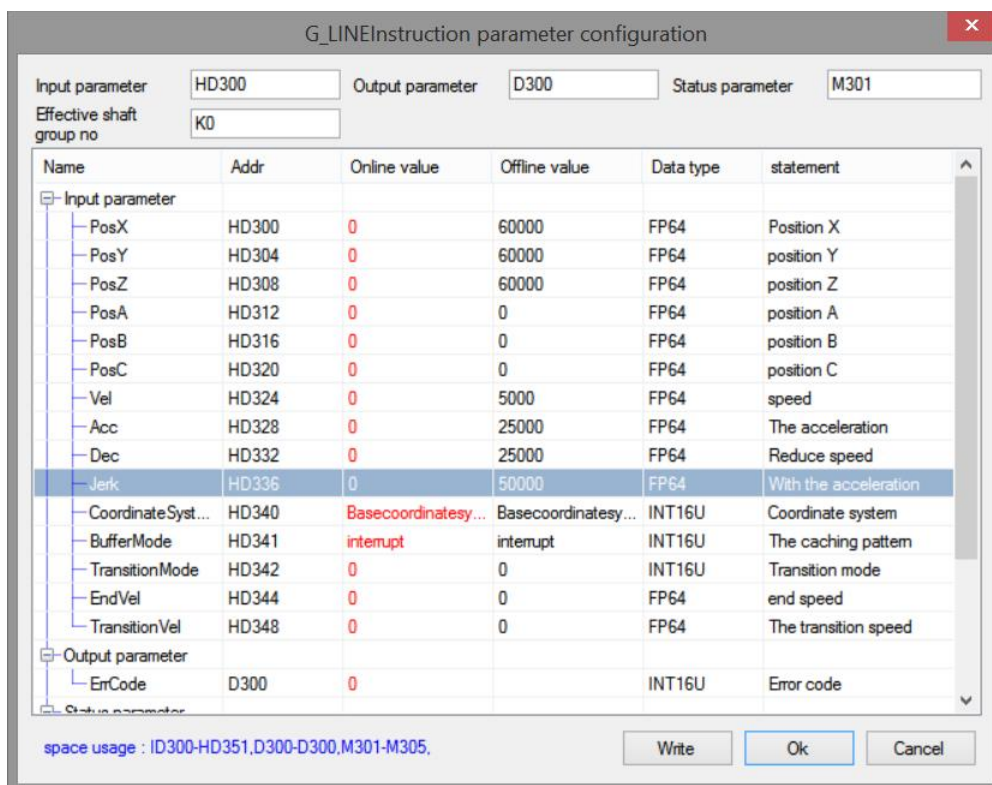 G_LINEInstruction parameter configuration
Input parameter HD300 Output parameter D300 Status parameter M301
Effective shaft group no K0
Name Addr Online value Offline value Data type statement
Input parameter
PosX HD300 0 60000 FP64 Position X
PosY HD304 0 60000 FP64 position Y
PosZ HD308 0 60000 FP64 position Z
PosA HD312 0 0 FP64 position A
PosB HD316 0 0 FP64 position B
PosC HD320 0 0 FP64 position C
Vel HD324 0 5000 FP64 speed
Acc HD328 0 25000 FP64 The acceleration
Dec HD332 0 25000 FP64 Reduce speed
Jerk HD336 0 50000 FP64 With the acceleration
CoordinateSyst... HD340 Basecoordinatesy... Basecoordinatesy... INT16U Coordinate system
BufferMode HD341 interrupt interrupt INT16U The caching pattern
TransitionMode HD342 0 0 INT16U Transition mode
EndVel HD344 0 0 FP64 end speed
TransitionVel HD348 0 0 FP64 The transition speed
Output parameter
ErrCode D300 0 INT16U Error code
Status parameter
space usage : ID300-HD351,D300-D300,M301-M305,
Write Ok Cancel